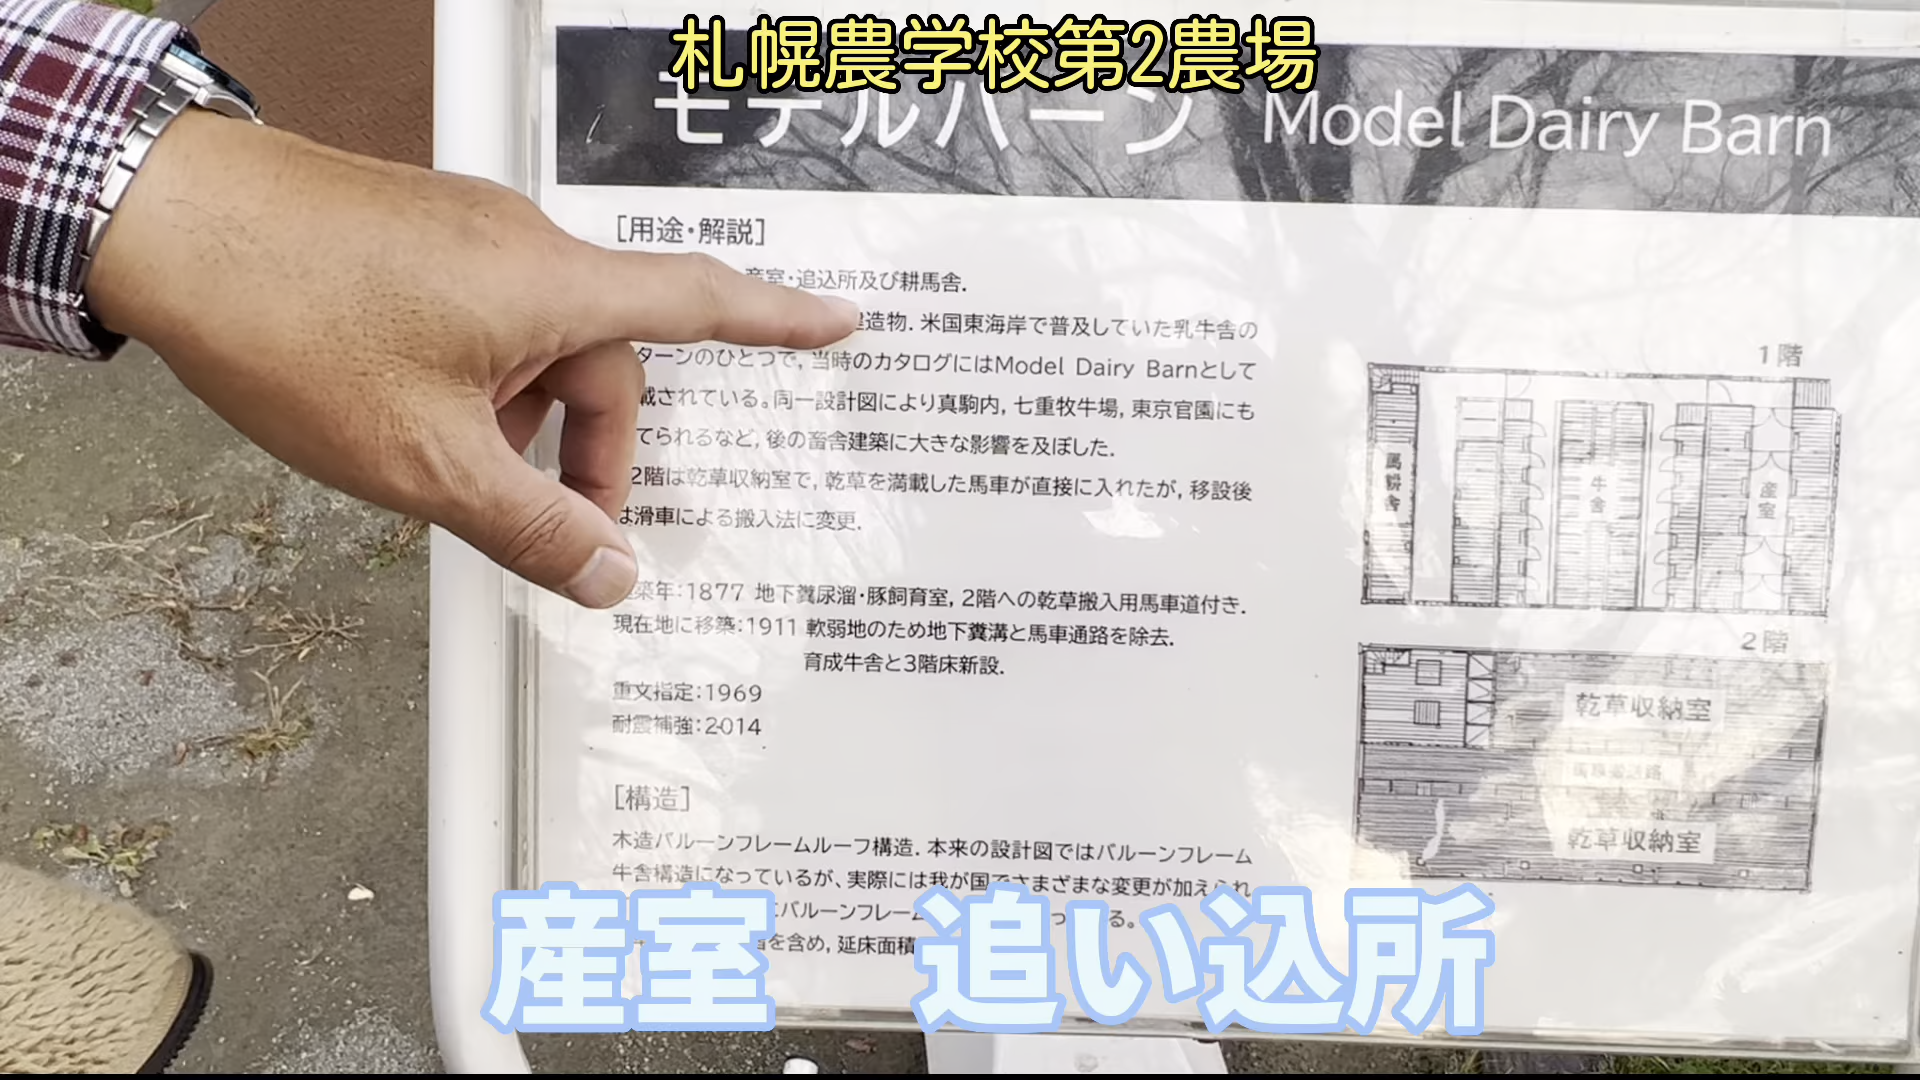 札幌農学校第2農場
モデルバーン Model Dairy Barn
[用途・解説]
産室・追込所及び耕馬舎.
建造物. 米国東海岸で普及していた乳牛舎の
ターンのひとつで, 当時のカタログにはModel Dairy Barnとして
載されている。同一設計図により真駒内, 七重牧牛場, 東京官園にも
てられるなど, 後の畜舎建築に大きな影響を及ぼした.
2階は乾草収納室で, 乾草を満載した馬車が直接に入れたが, 移設後
は滑車による搬入法に変更.
築年:1877 地下糞尿溜・豚飼育室, 2階への乾草搬入用馬車道付き.
現在地に移築:1911 軟弱地のため地下糞溝と馬車通路を除去.
育成牛舎と3階床新設.
重文指定:1969
耐震補強:2014
[構造]
木造バルーンフレームルーフ構造. 本来の設計図ではバルーンフレーム
牛舎構造になっているが、実際には我が国でさまざまな変更が加えられ
バルーンフレーム
る。
を含め, 延床面積
1階
耕馬舎
牛舎
産室
2階
乾草収納室
乾草収納室
産室 追い込所